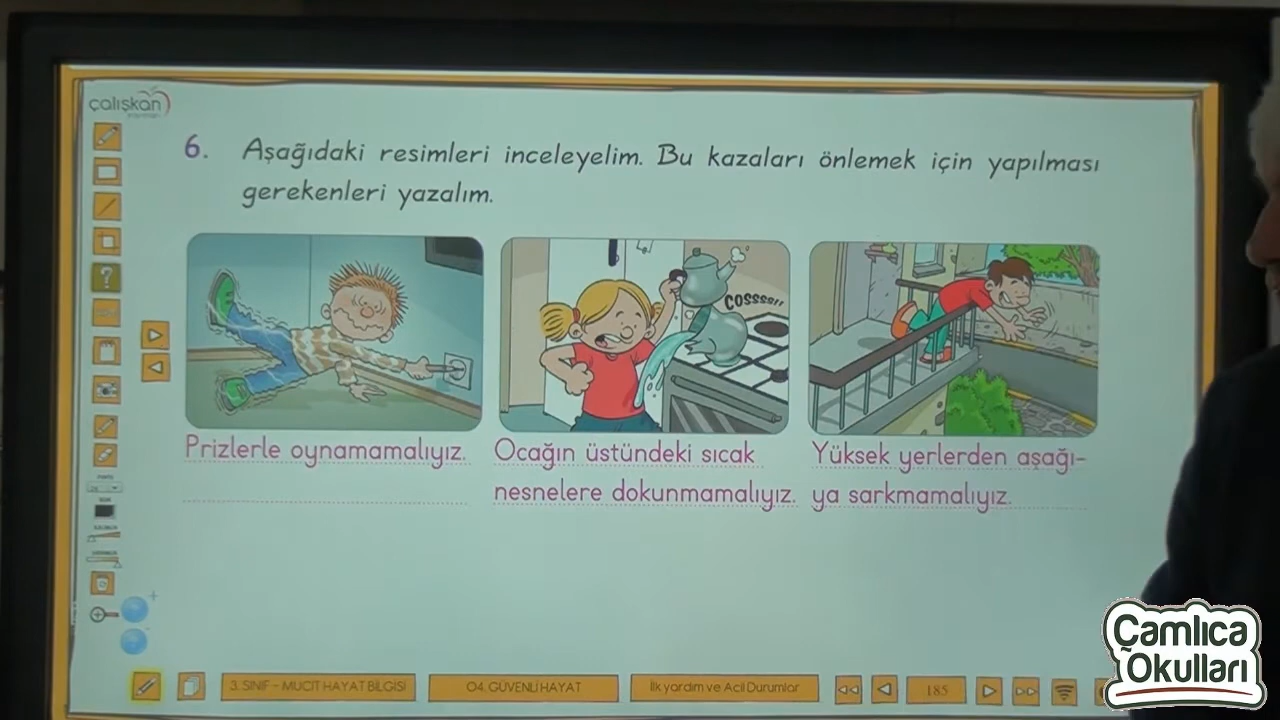 çalışkan
6. Aşağıdaki resimleri inceleyelim. Bu kazaları önlemek için yapılması
gerekenleri yazalım.
COSSSS!!
Prizlerle oynamamalıyız.
Ocağın üstündeki sıcak
nesnelere dokunmamalıyız.
Yüksek yerlerden aşağı-
ya sarkmamalıyız.
3. SINIF - MUCİT HAYAT BİLGİSİ
04. GÜVENLİ HAYAT
İlk yardım ve Acil Durumlar
185
Çamlıca
Okulları